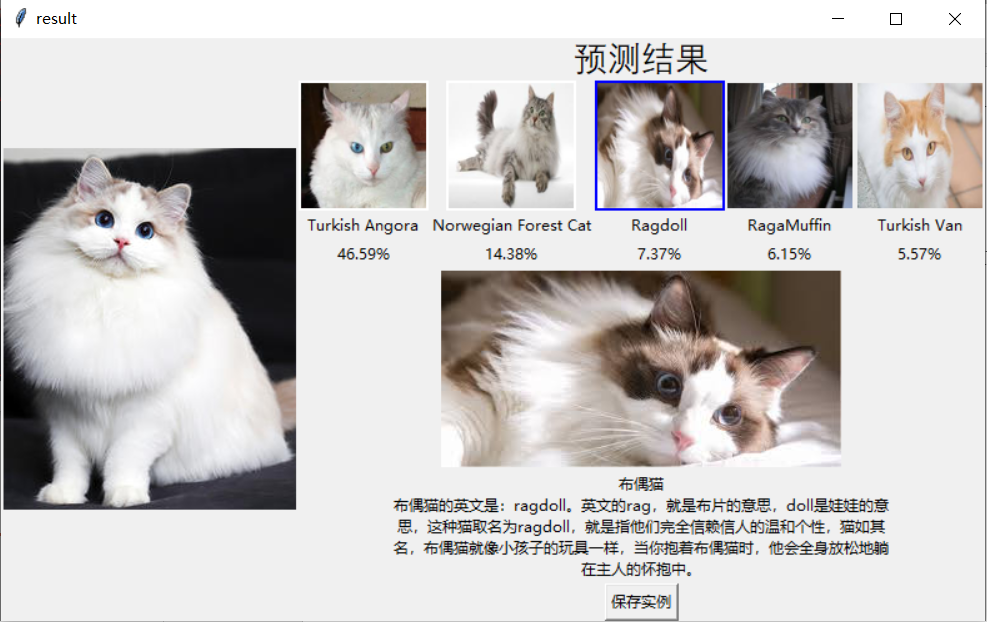 result
预测结果
Turkish Angora Norwegian Forest Cat Ragdoll RagaMuffin Turkish Van
46.59% 14.38% 7.37% 6.15% 5.57%
布偶猫
布偶猫的英文是：ragdoll。英文的rag，就是布片的意思，doll是娃娃的意
思，这种猫取名为ragdoll，就是指他们完全信赖信人的温和个性，猫如其
名，布偶猫就像小孩子的玩具一样，当你抱着布偶猫时，他会全身放松地躺
在主人的怀抱中。
保存实例